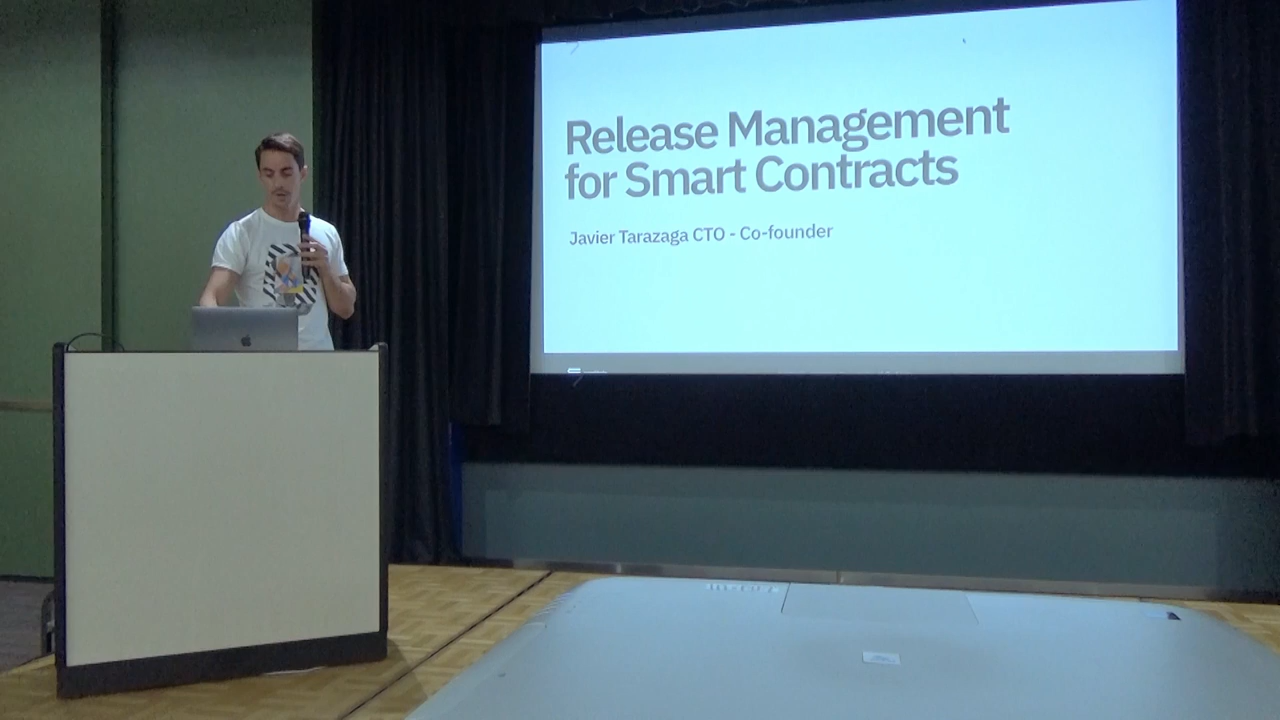 Release Management
for Smart Contracts
Javier Tarazaga CTO - Co-founder